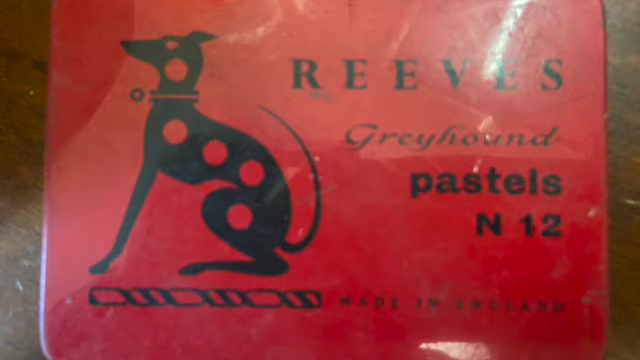 REEVES
Greyhound
pastels
N 12
MADE IN ENGLAND